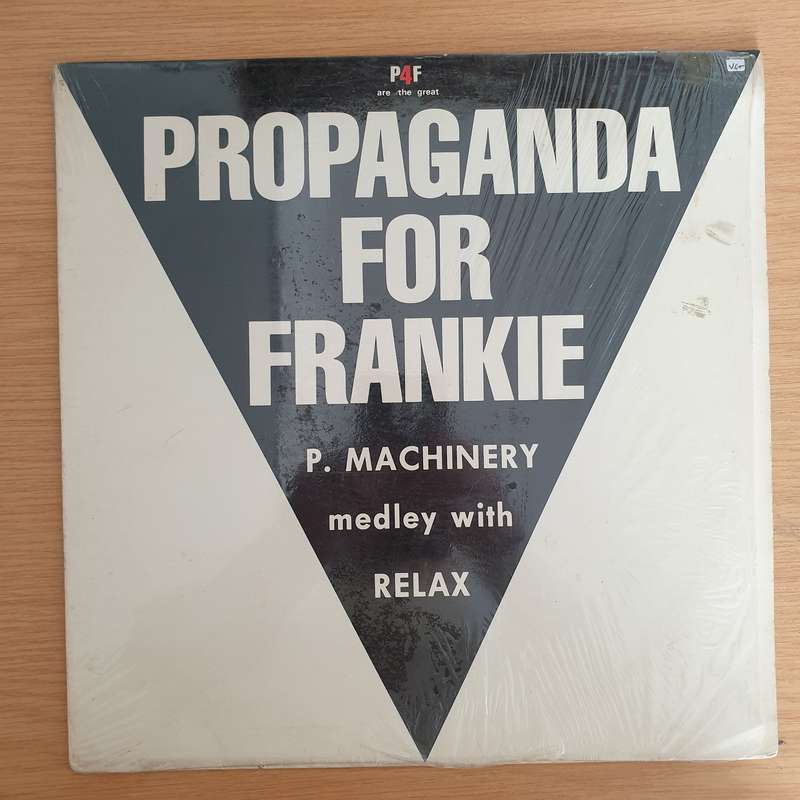 P4F
are the great
PROPAGANDA
FOR
FRANKIE
P. MACHINERY
medley with
RELAX